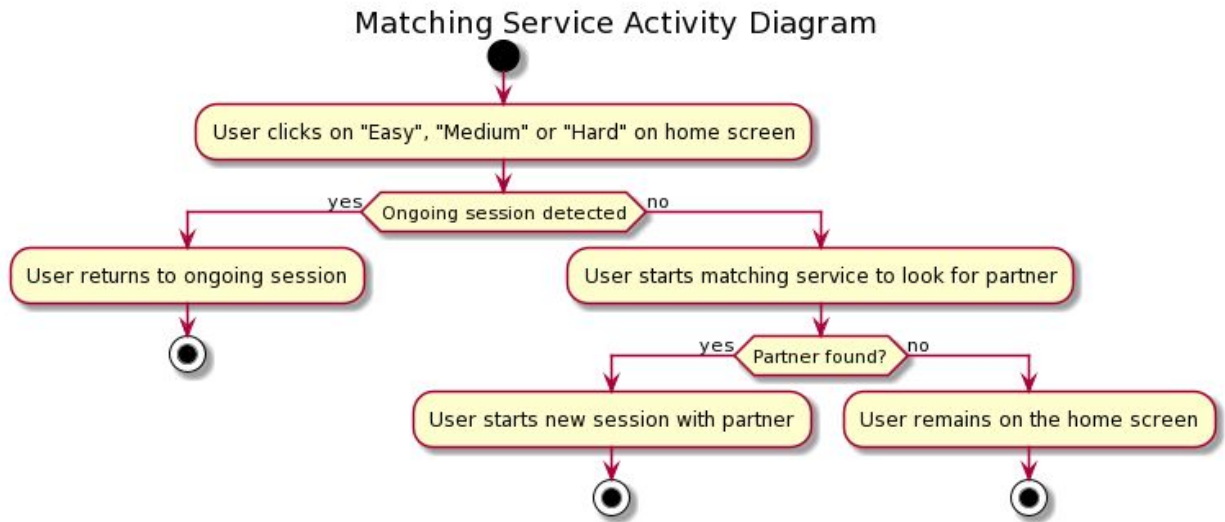 Matching Service Activity Diagram
User clicks on "Easy", "Medium" or "Hard" on home screen
yes
Ongoing session detected
no
User returns to ongoing session
User starts matching service to look for partner
yes
Partner found?
no
User starts new session with partner
User remains on the home screen